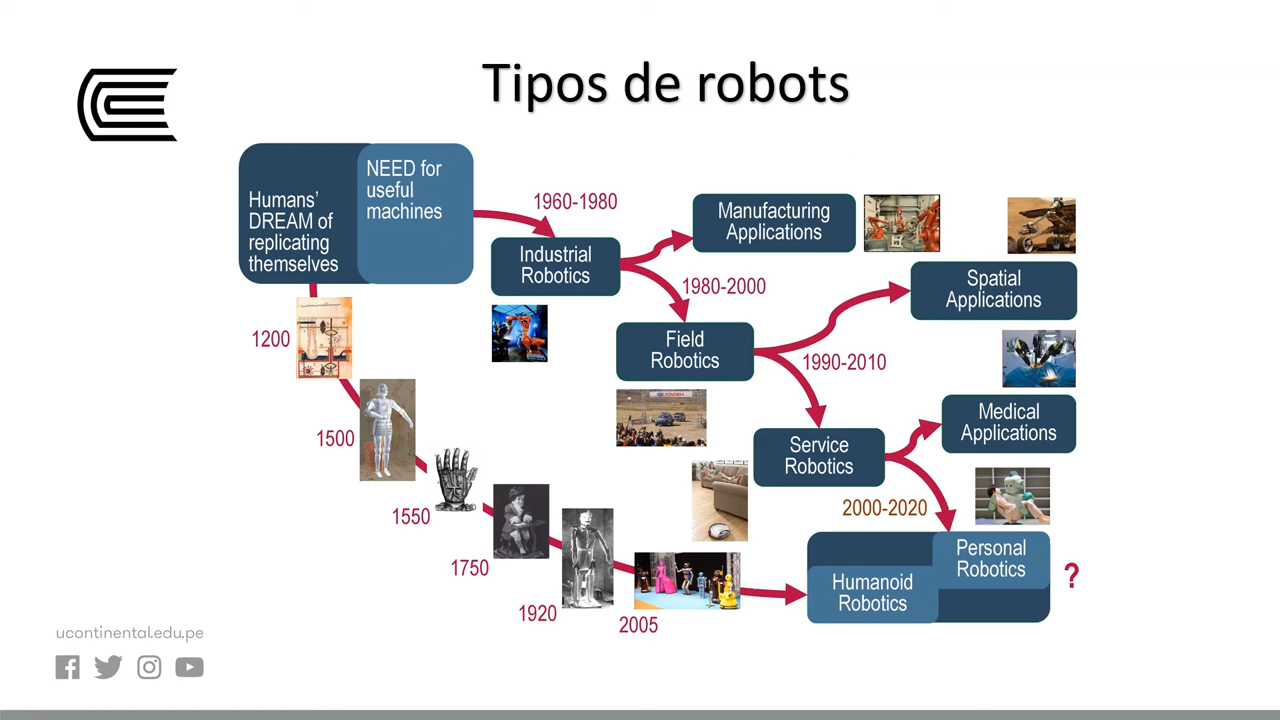 Tipos de robots
Humans’
DREAM of
replicating
themselves
NEED for
useful
machines
1960-1980
Industrial
Robotics
Manufacturing
Applications
1980-2000
Field
Robotics
Spatial
Applications
1990-2010
Service
Robotics
Medical
Applications
2000-2020
Personal
Robotics
Humanoid
Robotics
?
1200
1500
1550
1750
1920
2005
ucontinental.edu.pe